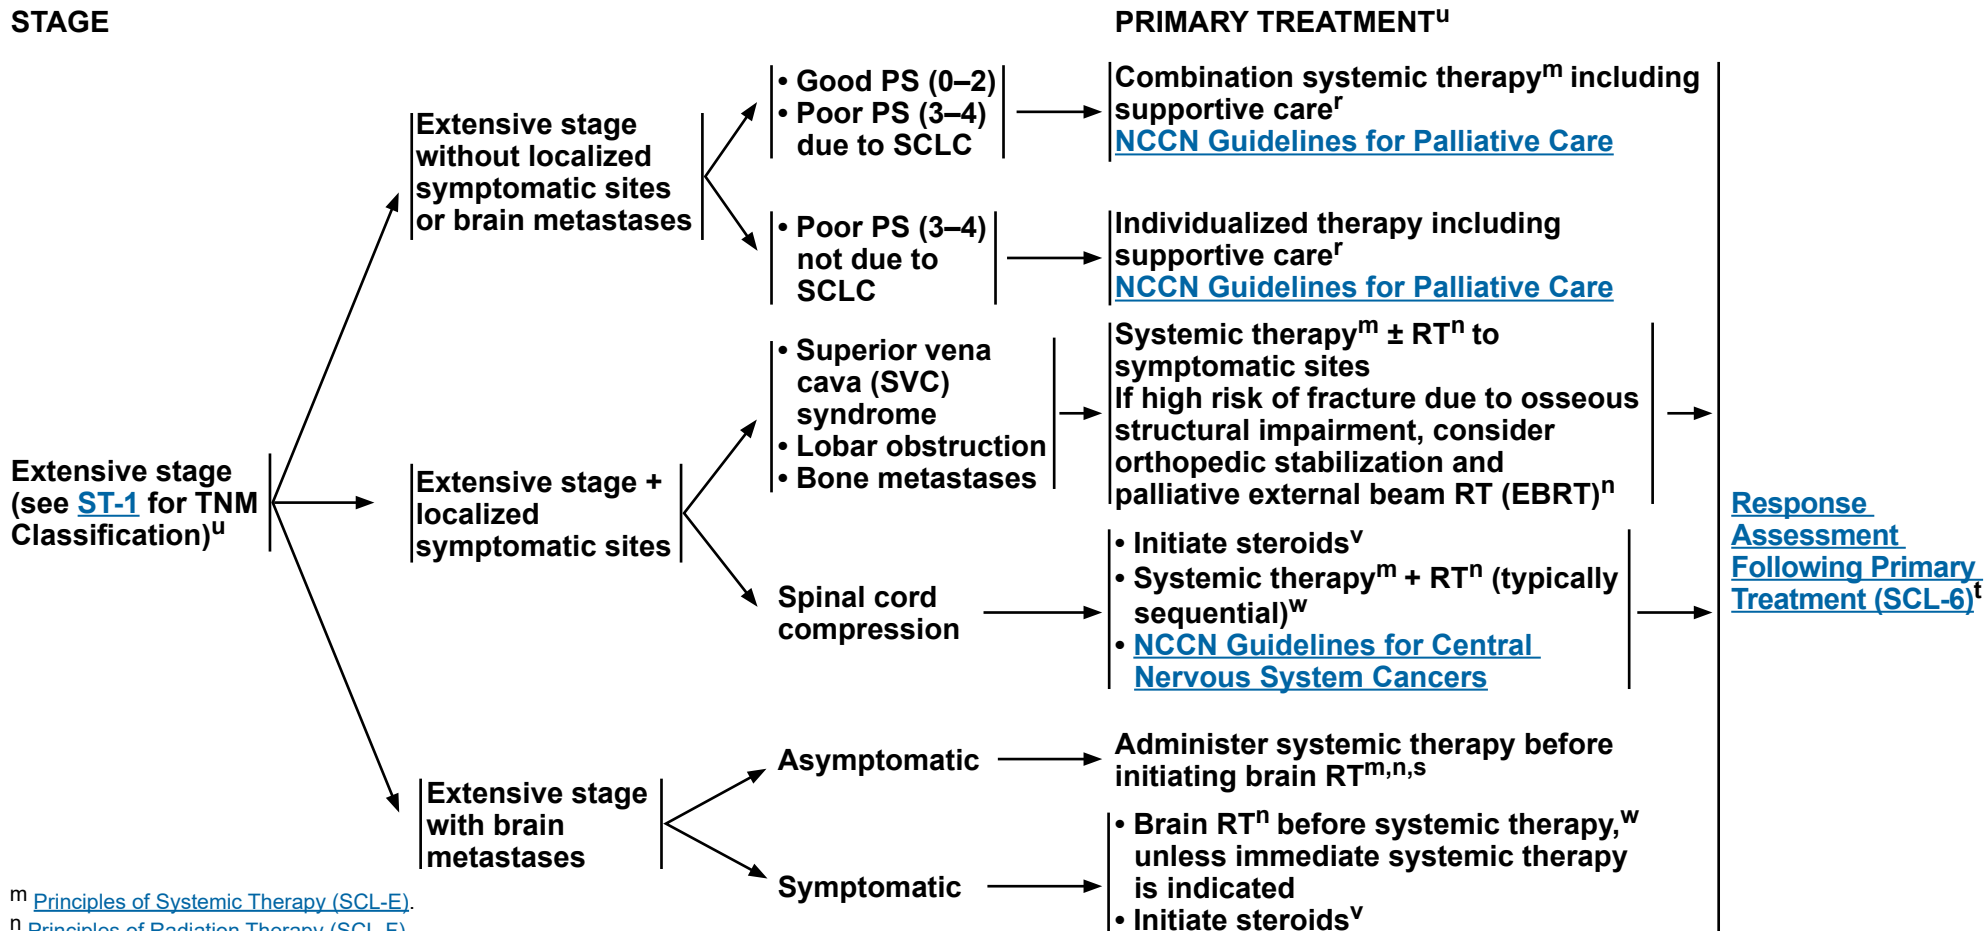 STAGE
PRIMARY TREATMENTᵘ
Extensive stage
(see ST-1 for TNM
Classification)ᵘ
Extensive stage
without localized
symptomatic sites
or brain metastases
• Good PS (0–2)
• Poor PS (3–4)
due to SCLC
Combination systemic therapyᵐ including
supportive careʳ
NCCN Guidelines for Palliative Care
• Poor PS (3–4)
not due to
SCLC
Individualized therapy including
supportive careʳ
NCCN Guidelines for Palliative Care
Extensive stage +
localized
symptomatic sites
• Superior vena
cava (SVC)
syndrome
• Lobar obstruction
• Bone metastases
Systemic therapyᵐ ± RTⁿ to
symptomatic sites
If high risk of fracture due to osseous
structural impairment, consider
orthopedic stabilization and
palliative external beam RT (EBRT)ⁿ
Spinal cord
compression
• Initiate steroidsᵛ
• Systemic therapyᵐ + RTⁿ (typically
sequential)ʷ
• NCCN Guidelines for Central
Nervous System Cancers
Extensive stage
with brain
metastases
Asymptomatic
Administer systemic therapy before
initiating brain RTᵐ,ⁿ,ˢ
Symptomatic
• Brain RTⁿ before systemic therapy,ʷ
unless immediate systemic therapy
is indicated
• Initiate steroidsᵛ
Response
Assessment
Following Primary
Treatment (SCL-6)ᵗ
ᵐ Principles of Systemic Therapy (SCL-E).
ⁿ Principles of Radiation Therapy (SCL-F).